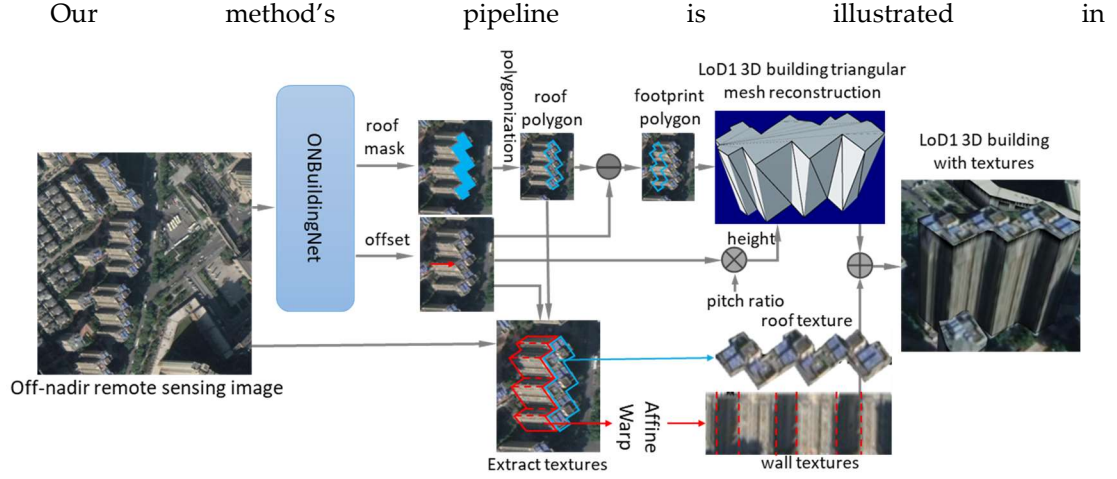 Our method's pipeline is illustrated in
polygonization
LoD1 3D building triangular
mesh reconstruction
roof
polygon
footprint
polygon
roof
mask
ONBuildingNet
LoD1 3D building
with textures
offset
height
pitch ratio
roof texture
Off-nadir remote sensing image
Affine
Warp
Extract textures
wall textures